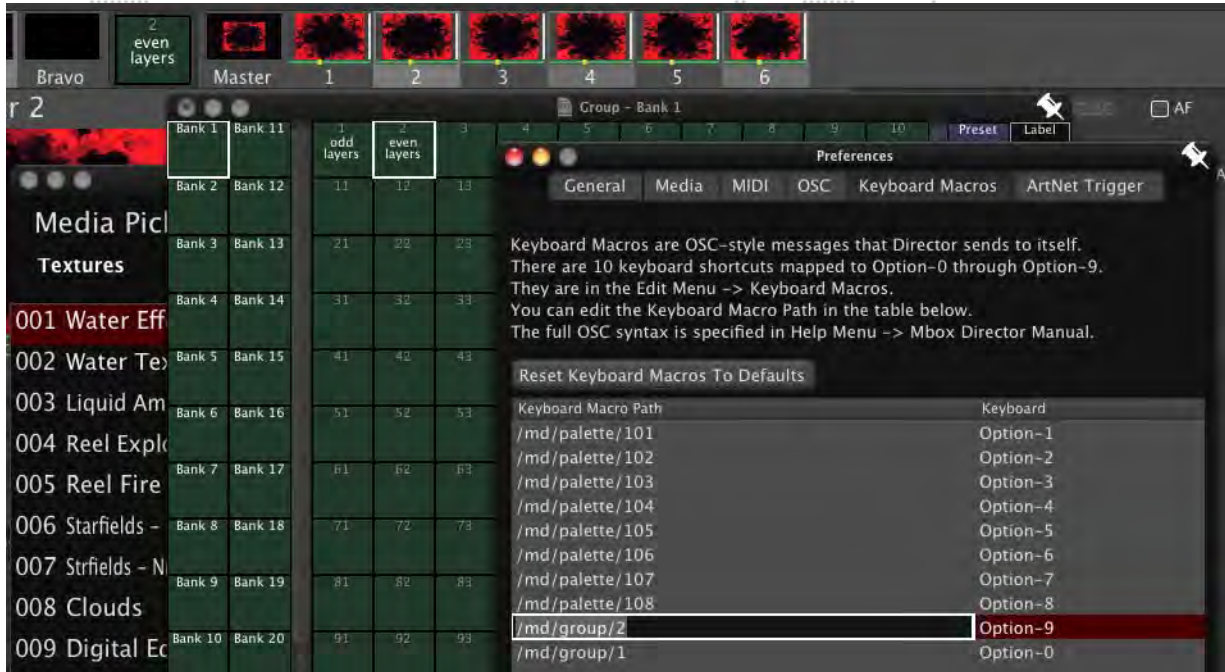 2
even
layers
Bravo
Master
1
2
3
4
5
6
r 2
Group - Bank 1
AF
Bank 1 Bank 11
1
odd
layers
2
even
layers
3 4 5 6 7 8 9 10
Preset
Label
Preferences
Media Pic
Textures
Bank 2 Bank 12 11 12 13
General Media MIDI OSC Keyboard Macros ArtNet Trigger
Bank 3 Bank 13 21 22 23
Keyboard Macros are OSC-style messages that Director sends to itself.
There are 10 keyboard shortcuts mapped to Option-0 through Option-9.
They are in the Edit Menu -> Keyboard Macros.
You can edit the Keyboard Macro Path in the table below.
The full OSC syntax is specified in Help Menu -> Mbox Director Manual.
001 Water Eff
Bank 4 Bank 14 31 32 33
002 Water Tex
Bank 5 Bank 15 41 42 43
Reset Keyboard Macros To Defaults
003 Liquid Am
Bank 6 Bank 16 51 52 53
Keyboard Macro Path Keyboard
/md/palette/101 Option-1
004 Reel Explo
/md/palette/102 Option-2
Bank 7 Bank 17 61 62 63
/md/palette/103 Option-3
005 Reel Fire
/md/palette/104 Option-4
006 Starfields -
Bank 8 Bank 18 71 72 73
/md/palette/105 Option-5
/md/palette/106 Option-6
007 Strfields - N
/md/palette/107 Option-7
Bank 9 Bank 19 81 82 83
/md/palette/108 Option-8
008 Clouds
/md/group/2 Option-9
009 Digital Ec
Bank 10 Bank 20 91 92 93
/md/group/1 Option-0